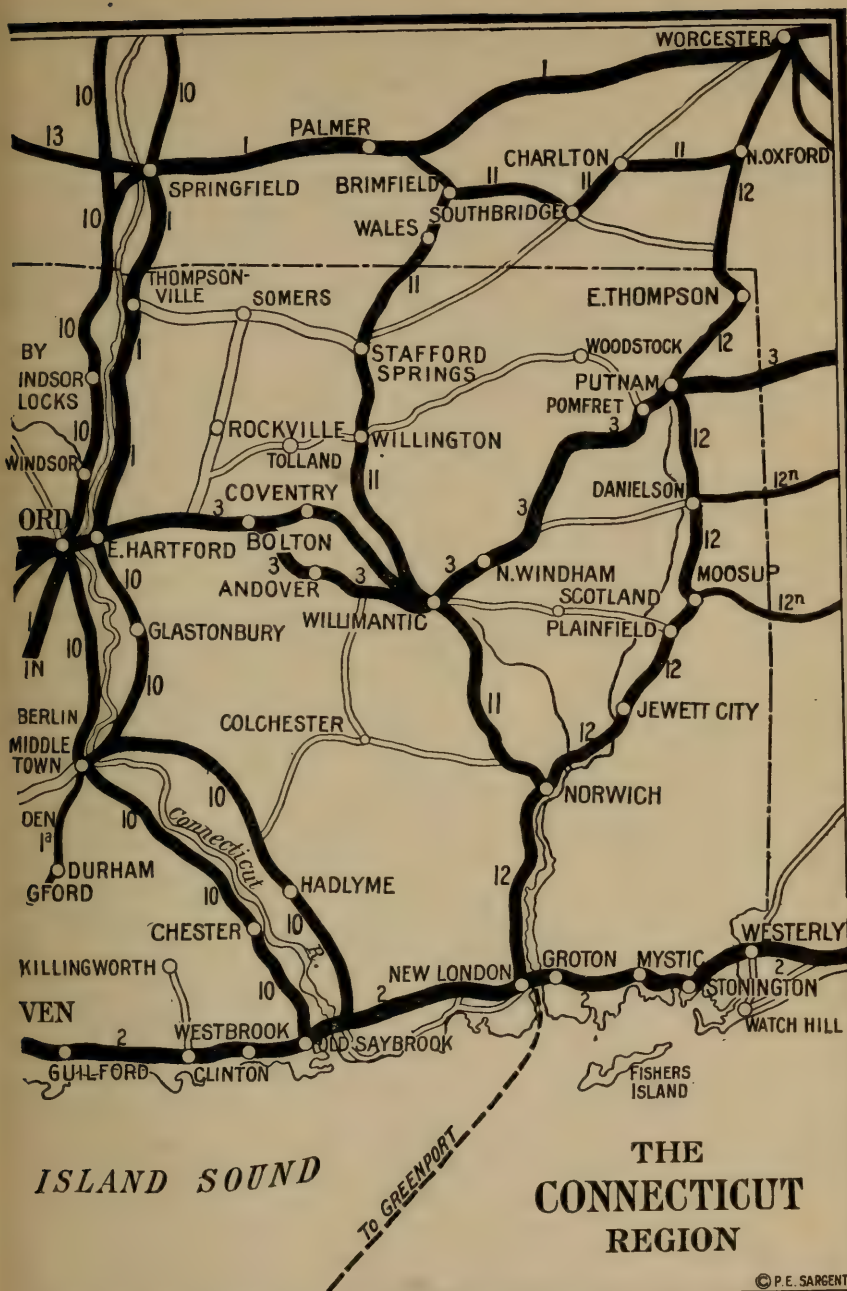 WORCESTER
10
10
1
13
1
PALMER
CHARLTON
11
N.OXFORD
SPRINGFIELD
BRIMFIELD
11
11
12
SOUTHBRIDGE
10
1
WALES
11
THOMPSON-
VILLE
SOMERS
E.THOMPSON
10
1
12
BY
STAFFORD
SPRINGS
WOODSTOCK
3
INDSOR
LOCKS
PUTNAM
POMFRET
10
1
ROCKVILLE
TOLLAND
WILLINGTON
3
12
WINDSOR
11
COVENTRY
DANIELSON
12n
ORD
3
3
E.HARTFORD
BOLTON
12
3
3
ANDOVER
3
N.WINDHAM
MOOSUP
10
WILLIMANTIC
SCOTLAND
12n
1
10
GLASTONBURY
PLAINFIELD
IN
12
10
11
BERLIN
COLCHESTER
JEWETT CITY
MIDDLE
TOWN
12
10
NORWICH
DEN
1a
10
Connecticut
R.
DURHAM
GFORD
10
HADLYME
12
10
CHESTER
WESTERLY
KILLINGWORTH
10
NEW LONDON
GROTON
MYSTIC
2
2
2
STONINGTON
VEN
WESTBROOK
OLD SAYBROOK
WATCH HILL
2
GUILFORD
CLINTON
FISHERS
ISLAND
ISLAND SOUND
TO GREENPORT
THE
CONNECTICUT
REGION
© P.E. SARGENT